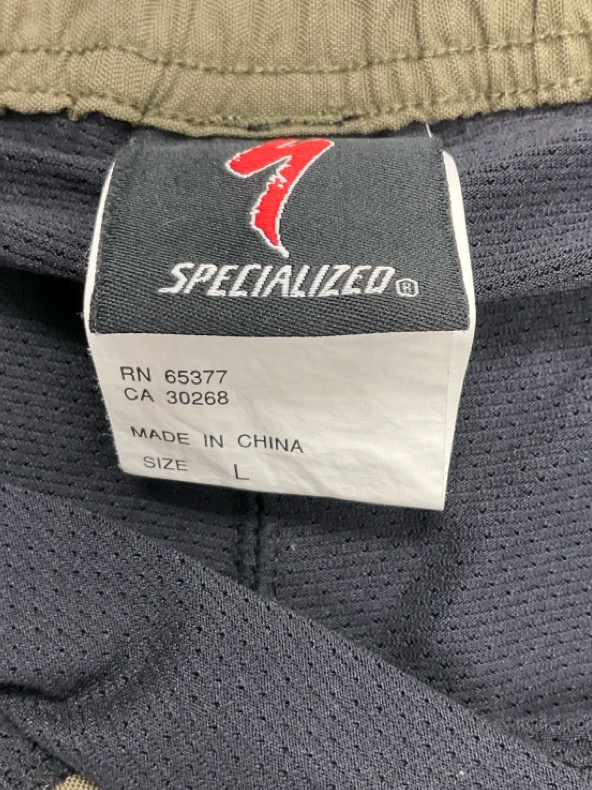 SPECIALIZED®
RN 65377
CA 30268
MADE IN CHINA
SIZE L